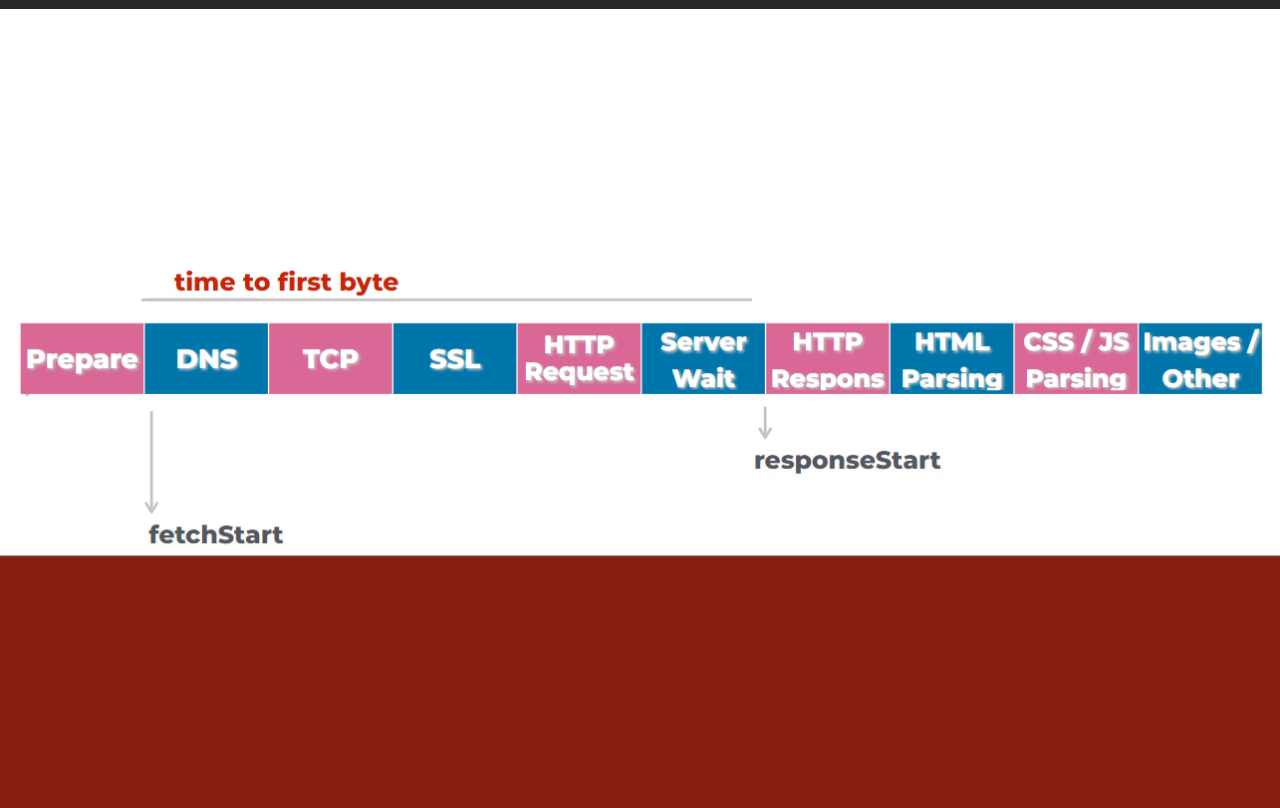 time to first byte
Prepare
DNS
TCP
SSL
HTTP
Request
Server
Wait
HTTP
Respons
HTML
Parsing
CSS / JS
Parsing
Images /
Other
responseStart
fetchStart